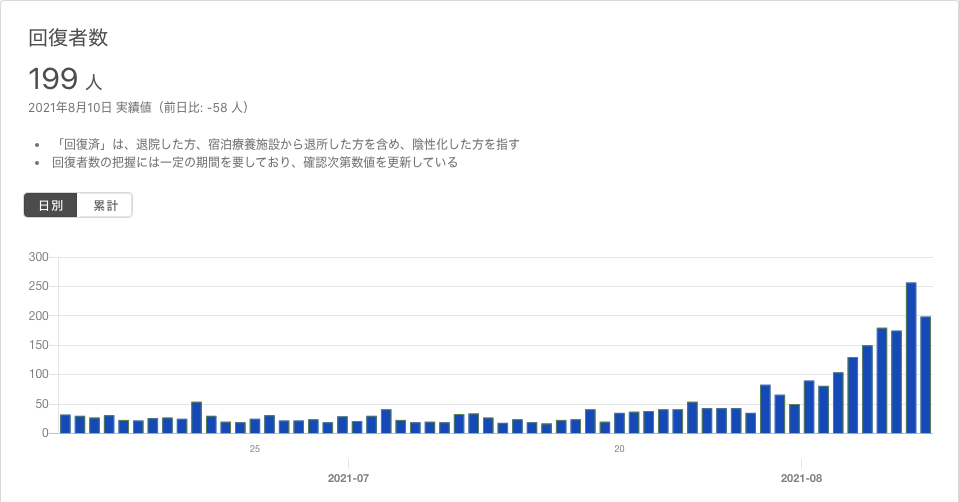 回復者数
199 人
2021年8月10日 実績値（前日比: -58 人）
「回復済」は、退院した方、宿泊療養施設から退所した方を含め、陰性化した方を指す
回復者数の把握には一定の期間を要しており、確認次第数値を更新している
日別 累計
300
250
200
150
100
50
0
25 20
2021-07 2021-08